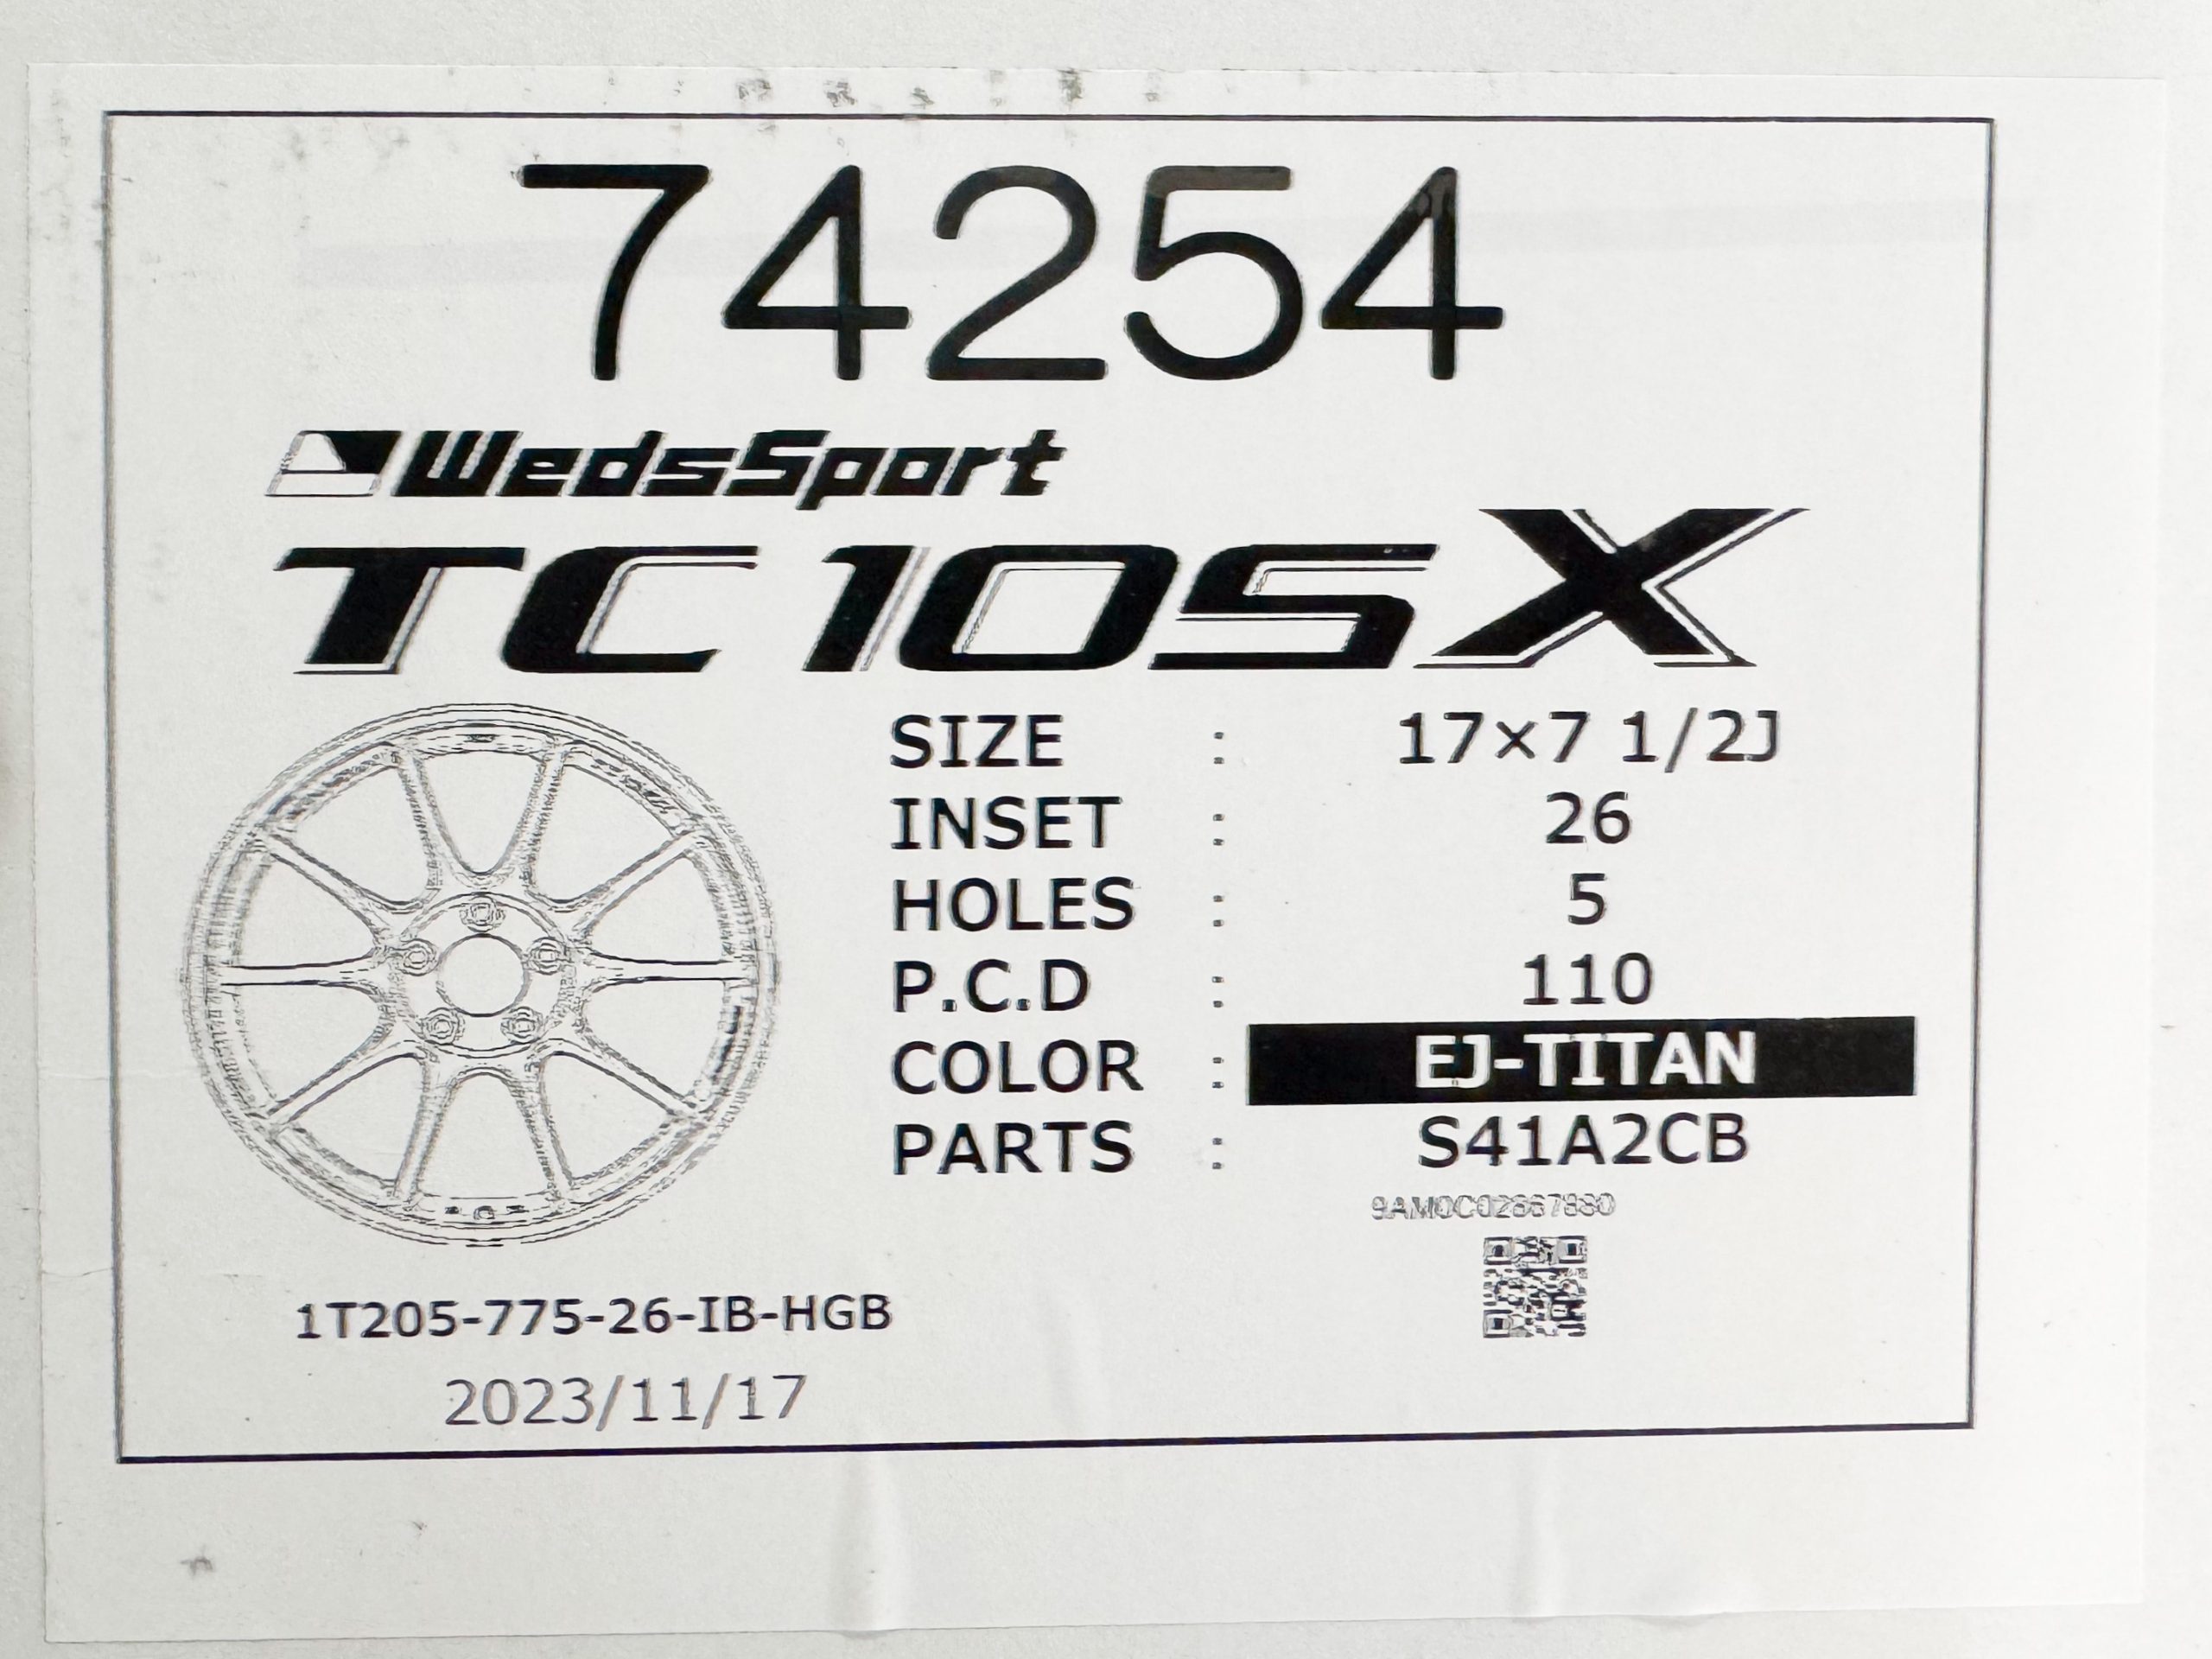 74254
WedsSport
TC105X
SIZE : 17×7 1/2J
INSET : 26
HOLES : 5
P.C.D : 110
COLOR : EJ-TITAN
PARTS : S41A2CB
1T205-775-26-IB-HGB
2023/11/17